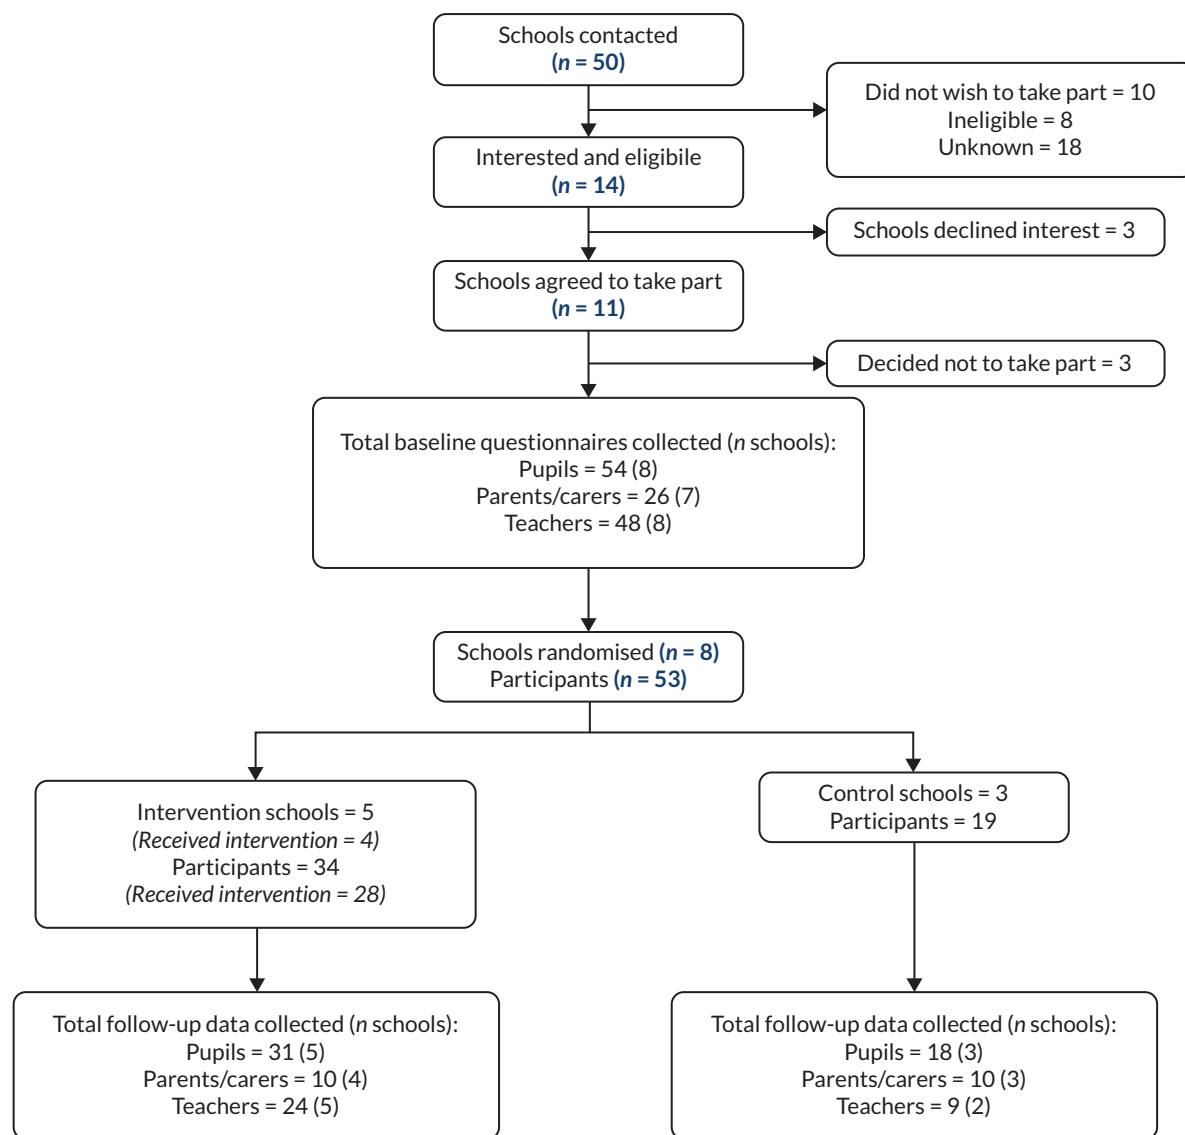 Schools contacted
(n = 50)
Did not wish to take part = 10
Ineligible = 8
Unknown = 18
Interested and eligibile
(n = 14)
Schools declined interest = 3
Schools agreed to take part
(n = 11)
Decided not to take part = 3
Total baseline questionnaires collected (n schools):
Pupils = 54 (8)
Parents/carers = 26 (7)
Teachers = 48 (8)
Schools randomised (n = 8)
Participants (n = 53)
Intervention schools = 5
(Received intervention = 4)
Participants = 34
(Received intervention = 28)
Control schools = 3
Participants = 19
Total follow-up data collected (n schools):
Pupils = 31 (5)
Parents/carers = 10 (4)
Teachers = 24 (5)
Total follow-up data collected (n schools):
Pupils = 18 (3)
Parents/carers = 10 (3)
Teachers = 9 (2)